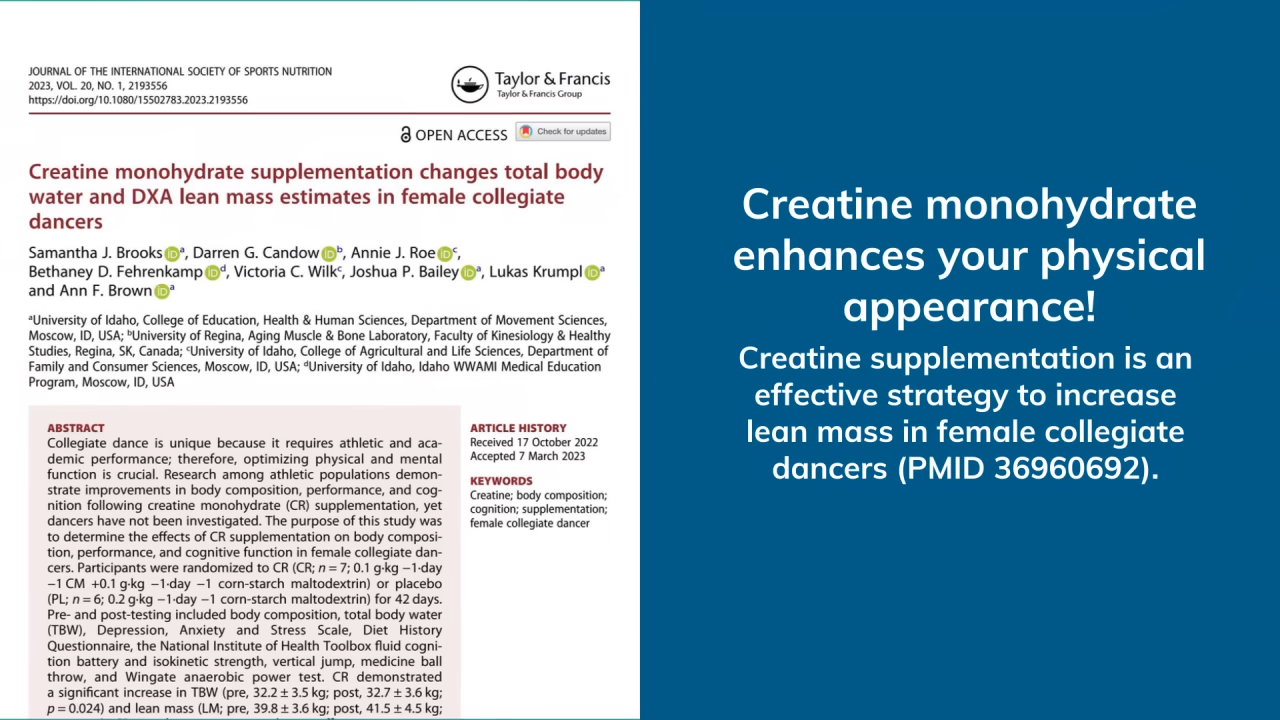 JOURNAL OF THE INTERNATIONAL SOCIETY OF SPORTS NUTRITION
2023, VOL. 20, NO. 1, 2193556
https://doi.org/10.1080/15502783.2023.2193556
Taylor & Francis
Taylor & Francis Group
OPEN ACCESS
Check for updates
Creatine monohydrate supplementation changes total body
water and DXA lean mass estimates in female collegiate
dancers
Samantha J. Brooks iDᵃ, Darren G. Candow iDᵇ, Annie J. Roe iDᶜ,
Bethaney D. Fehrenkamp iDᵈ, Victoria C. Wilkᶜ, Joshua P. Bailey iDᵃ, Lukas Krumpl iDᵃ
and Ann F. Brown iDᵃ
ᵃUniversity of Idaho, College of Education, Health & Human Sciences, Department of Movement Sciences,
Moscow, ID, USA; ᵇUniversity of Regina, Aging Muscle & Bone Laboratory, Faculty of Kinesiology & Healthy
Studies, Regina, SK, Canada; ᶜUniversity of Idaho, College of Agricultural and Life Sciences, Department of
Family and Consumer Sciences, Moscow, ID, USA; ᵈUniversity of Idaho, Idaho WWAMI Medical Education
Program, Moscow, ID, USA
ABSTRACT
Collegiate dance is unique because it requires athletic and aca-
demic performance; therefore, optimizing physical and mental
function is crucial. Research among athletic populations demon-
strate improvements in body composition, performance, and cog-
nition following creatine monohydrate (CR) supplementation, yet
dancers have not been investigated. The purpose of this study was
to determine the effects of CR supplementation on body composi-
tion, performance, and cognitive function in female collegiate dan-
cers. Participants were randomized to CR (CR; n = 7; 0.1 g·kg −1·day
−1 CM +0.1 g·kg −1·day −1 corn-starch maltodextrin) or placebo
(PL; n = 6; 0.2 g·kg −1·day −1 corn-starch maltodextrin) for 42 days.
Pre- and post-testing included body composition, total body water
(TBW), Depression, Anxiety and Stress Scale, Diet History
Questionnaire, the National Institute of Health Toolbox fluid cogni-
tion battery and isokinetic strength, vertical jump, medicine ball
throw, and Wingate anaerobic power test. CR demonstrated
a significant increase in TBW (pre, 32.2 ± 3.5 kg; post, 32.7 ± 3.6 kg;
p = 0.024) and lean mass (LM; pre, 39.8 ± 3.6 kg; post, 41.5 ± 4.5 kg;
ARTICLE HISTORY
Received 17 October 2022
Accepted 7 March 2023
KEYWORDS
Creatine; body composition;
cognition; supplementation;
female collegiate dancer
Creatine monohydrate
enhances your physical
appearance!
Creatine supplementation is an
effective strategy to increase
lean mass in female collegiate
dancers (PMID 36960692).